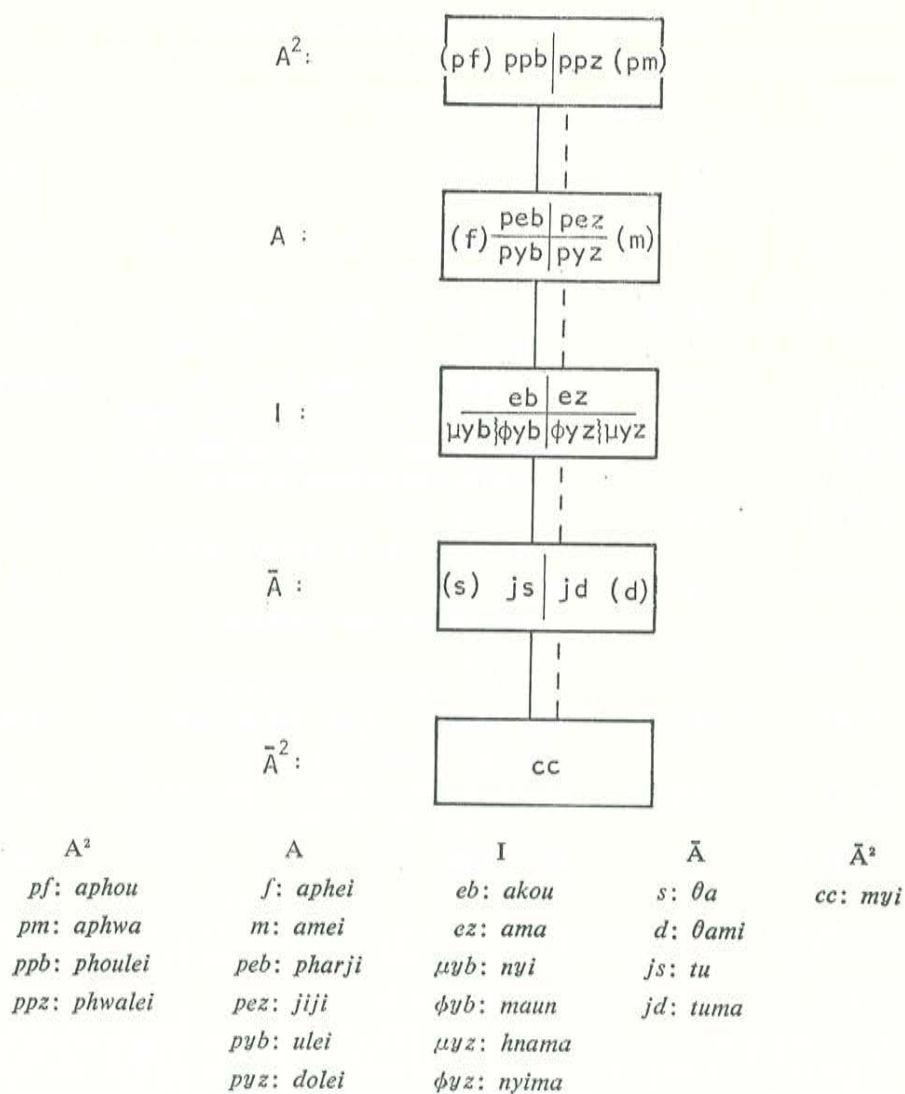 A²:
(pf) ppb ppz (pm)
A :
peb pez
(f) (m)
pyb pyz
I :
eb ez
μyb}ϕyb ϕyz}μyz
Ā :
(s) js jd (d)
Ā²:
cc
A² A I Ā Ā²
pf: aphou f: aphei eb: akou s: θa cc: myi
pm: aphwa m: amei ez: ama d: θami
ppb: phoulei peb: pharji μyb: nyi js: tu
ppz: phwalei pez: jiji ϕyb: maun jd: tuma
pyb: ulei μyz: hnama
pyz: dolei ϕyz: nyima